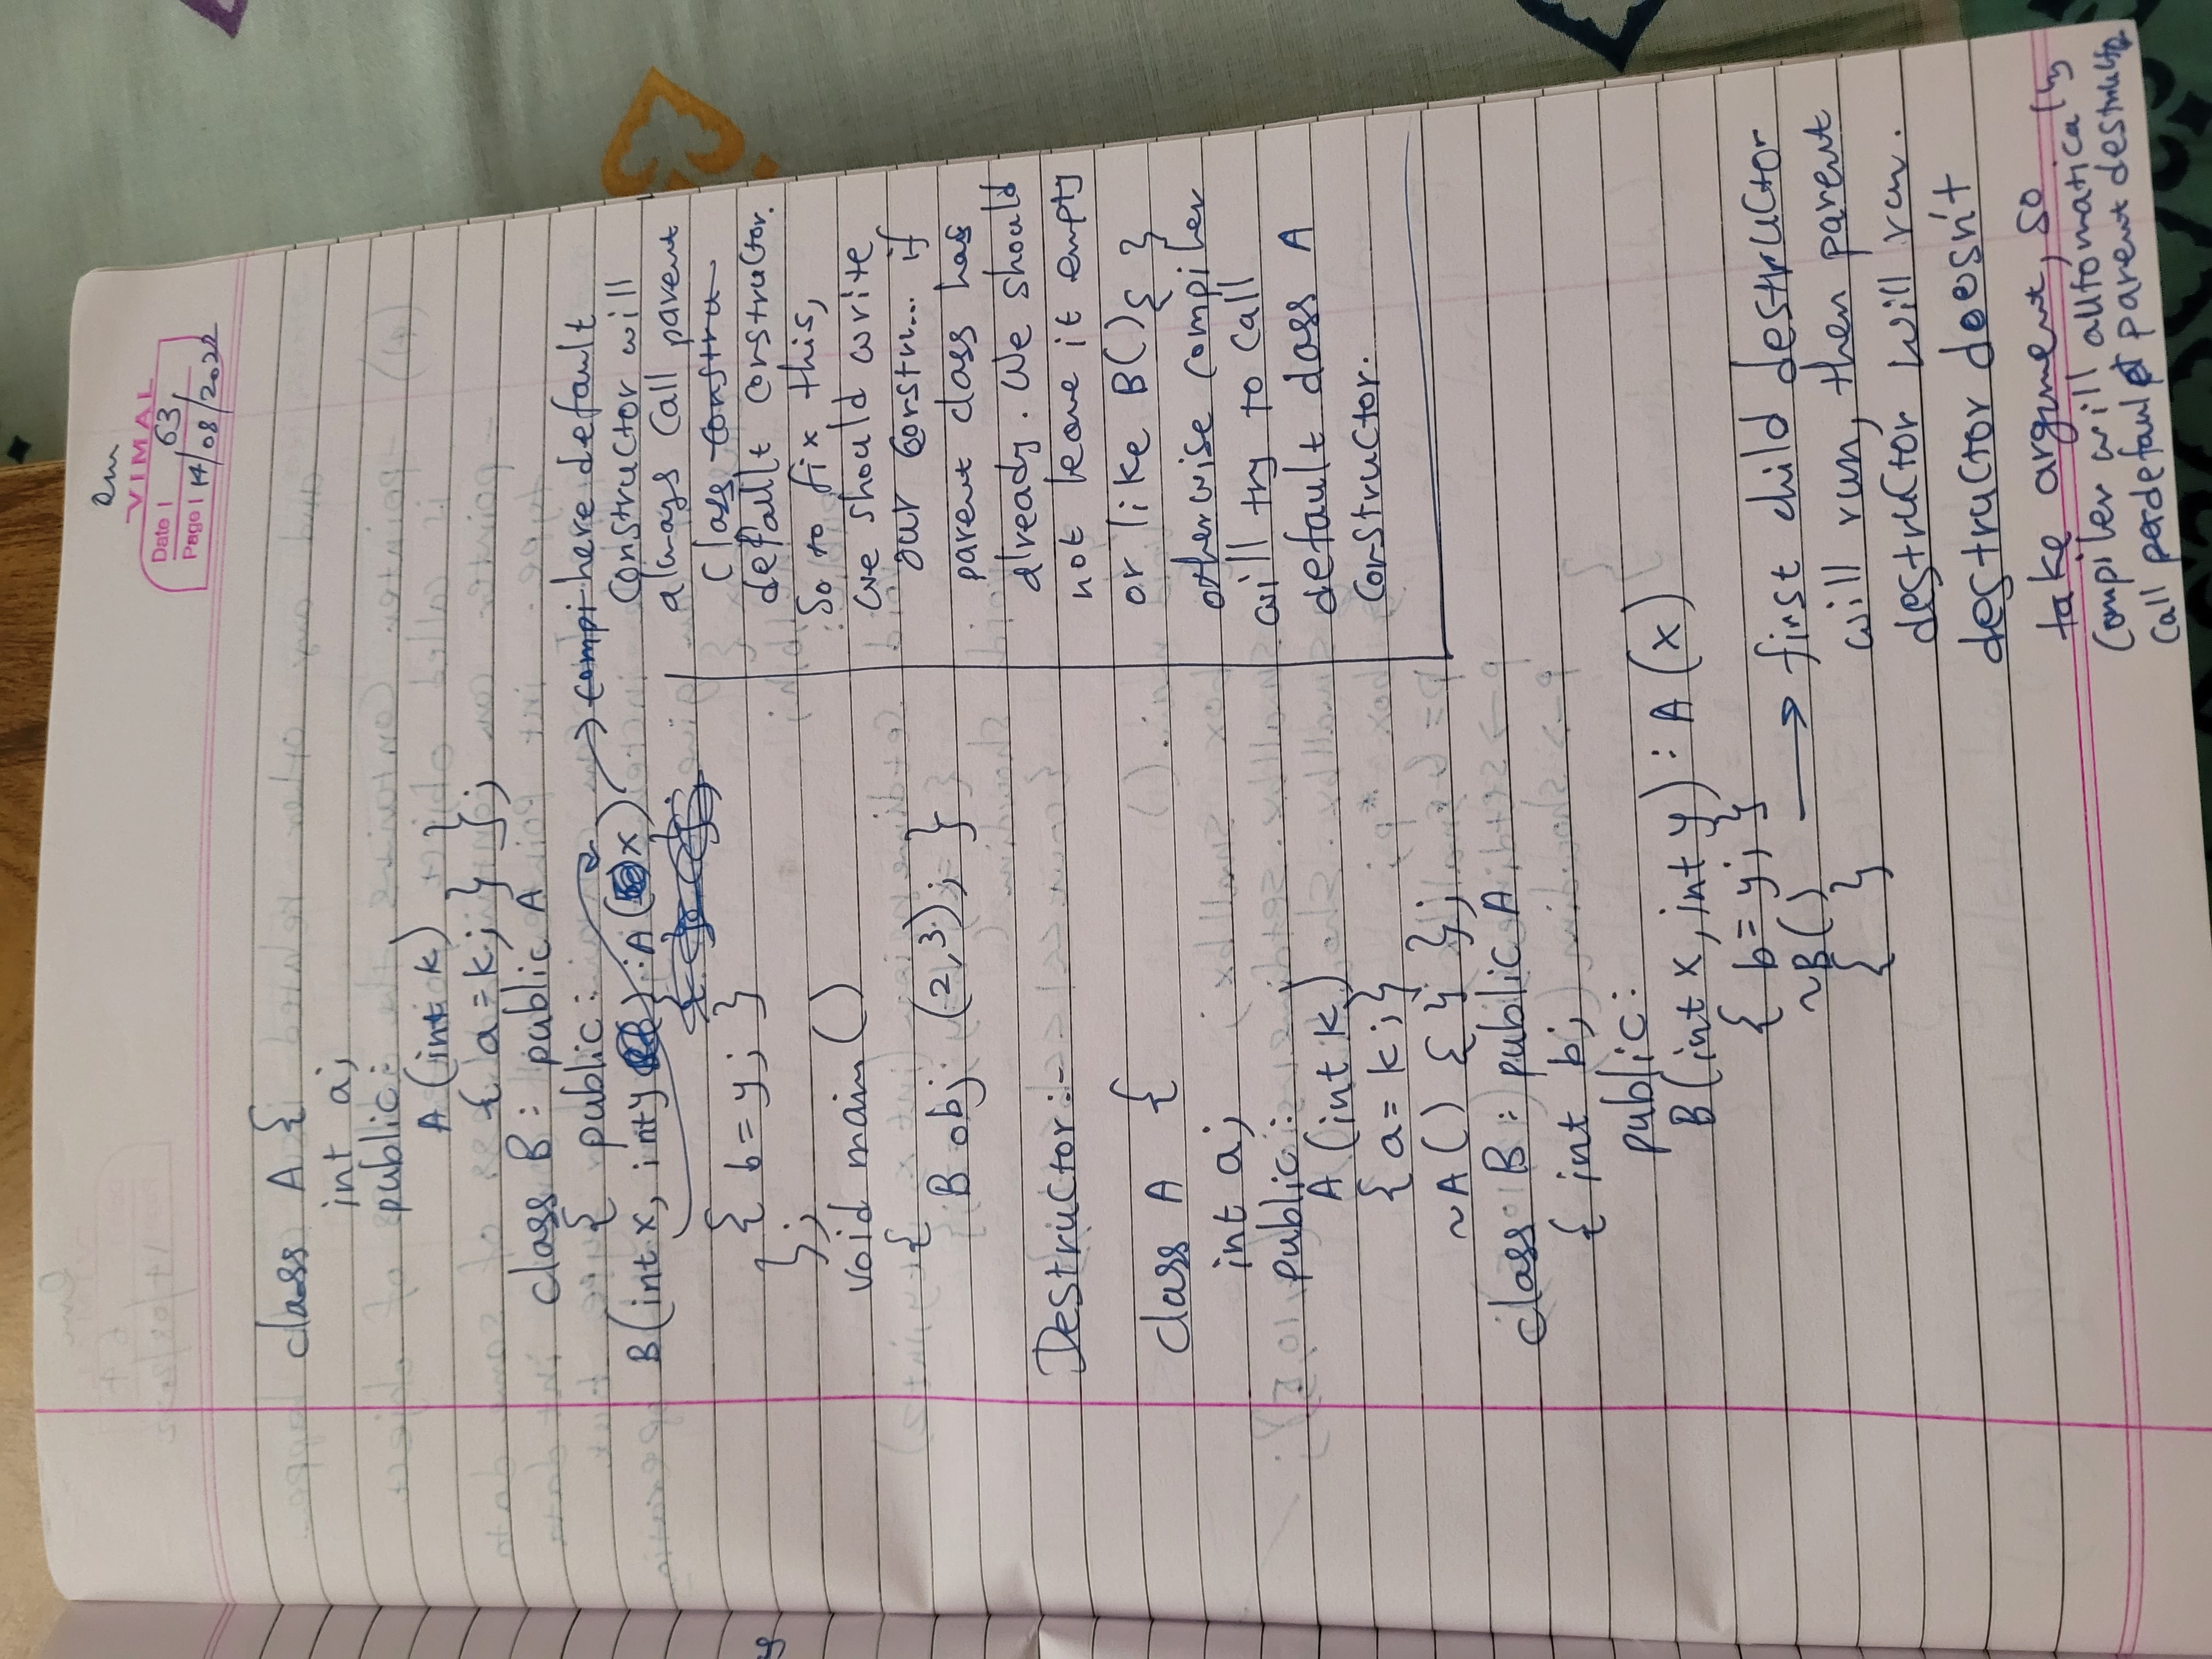 Om
VIMAL
Date 63
Page 14/08/2022
class A {
int a;
public:
A (int k)
{ a = k; } };
class B : public A
{ public:
B(int x, int y) : A(x)
{ b = y; }
};
void main ()
{
B obj (2,3); }
compi here default
constructor will
always call parent
class constru
default constructor.
So to fix this,
we should write
our constru... if
parent class has
already. We should
not leave it empty
or like B(){ }
otherwise compiler
will try to call
default class A
constructor.
Destructor :-
class A {
int a;
public:
A (int k)
{ a = k; }
~A() { } };
class B : public A
{ int b;
public:
B(int x, int y) : A (x)
{ b = y; }
~B() → first child destructor
{ } will run, then parent
destructor will run.
destructor doesn't
take argument, so
compiler will automatically
call default parent destructor